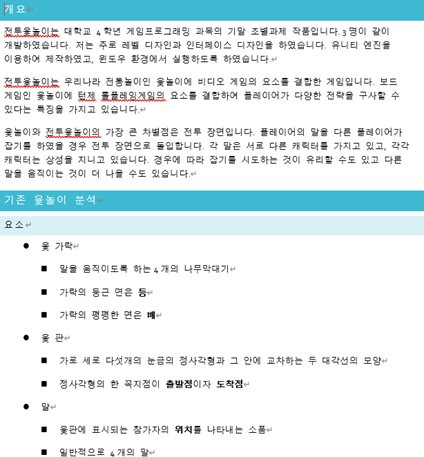 개요
전투윷놀이는 대학교 4학년 게임프로그래밍 과목의 기말 조별과제 작품입니다. 3명이 같이
개발하였습니다. 저는 주로 레벨 디자인과 인터페이스 디자인을 하였습니다. 유니티 엔진을
이용하여 제작하였고, 윈도우 환경에서 실행하도록 하였습니다.
전투윷놀이는 우리나라 전통놀이인 윷놀이에 비디오 게임의 요소를 결합한 게임입니다. 보드
게임인 윷놀이에 턴제 롤플레잉게임의 요소를 결합하여 플레이어가 다양한 전략을 구사할 수
있다는 특징을 가지고 있습니다.
윷놀이와 전투윷놀이의 가장 큰 차별점은 전투 장면입니다. 플레이어의 말을 다른 플레이어가
잡기를 하였을 경우 전투 장면으로 돌입합니다. 각 말은 서로 다른 캐릭터를 가지고 있고, 각각
캐릭터는 상성을 지니고 있습니다. 경우에 따라 잡기를 시도하는 것이 유리할 수도 있고 다른
말을 움직이는 것이 더 나을 수도 있습니다.
기존 윷놀이 분석
요소
● 윷 가락
■ 말을 움직이도록 하는 4개의 나무막대기
■ 가락의 둥근 면은 등
■ 가락의 평평한 면은 배
● 윷 판
■ 가로 세로 다섯개의 눈금의 정사각형과 그 안에 교차하는 두 대각선의 모양
■ 정사각형의 한 꼭지점이 출발점이자 도착점
● 말
■ 윷판에 표시되는 참가자의 위치를 나타내는 소품
■ 일반적으로 4개의 말